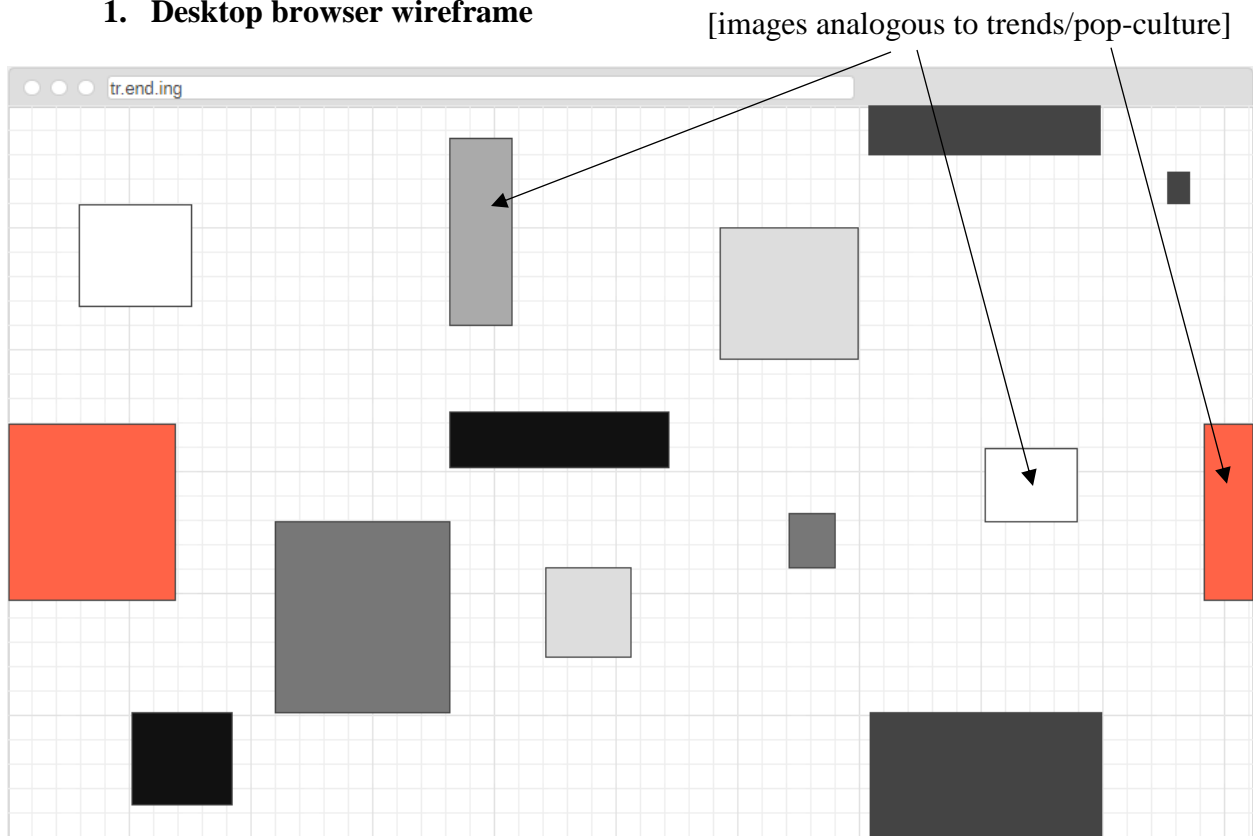 1. Desktop browser wireframe
[images analogous to trends/pop-culture]
tr.end.ing